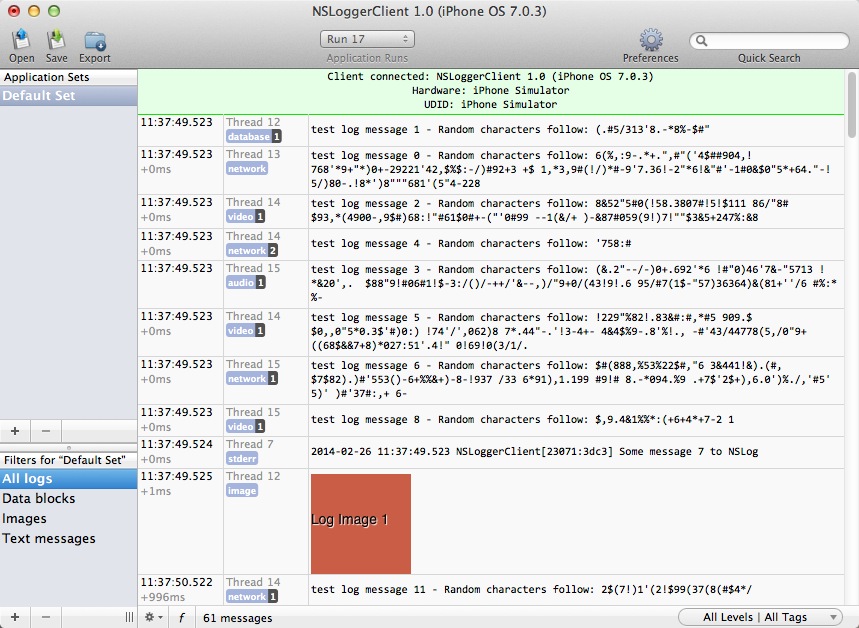 NSLoggerClient 1.0 (iPhone OS 7.0.3)
Open Save Export
Run 17
Application Runs
Preferences
Quick Search
Application Sets
Default Set
Client connected: NSLoggerClient 1.0 (iPhone OS 7.0.3)
Hardware: iPhone Simulator
UDID: iPhone Simulator
11:37:49.523 Thread 12
database 1
test log message 1 - Random characters follow: (.#5/313'8.-*8%-$#"
11:37:49.523 Thread 13
+0ms network
test log message 0 - Random characters follow: 6(%,:9-.*+.",#"('4$##904,!
768'*9+"*)0+-29221'42,$%$:-/)#92+3 +$ 1,*3,9#(!/)*#-9'7.36!-2"*6!&"#'-1#0&$0"5*+64."-!
5/)80-.!8*')8"""681'(5"4-228
11:37:49.523 Thread 14
+0ms video 1
test log message 2 - Random characters follow: 8&52"5#0(!58.3807#!5!$111 86/"8#
$93,*(4900-,9$#)68:!"#61$0#+-("'0#99 --1(&/+ )-&87#059(9!)7!""$3&5+247%:&8
11:37:49.523 Thread 14
+0ms network 2
test log message 4 - Random characters follow: '758:#
11:37:49.523 Thread 15
audio 1
test log message 3 - Random characters follow: (&.2"--/-)0+.692'*6 !#"0)46'7&-"5713 !
*&20',. $88"9!#06#1!$-3:/()/-++/'&--,)/"9+0/(43!9!.6 95/#7(1$-"57)36364)&(81+''/6 #%:*
%-
11:37:49.523 Thread 14
+0ms video 1
test log message 5 - Random characters follow: !229"%82!.83&#:#,*#5 909.$
$0,,0"5*0.3$'#)0:) !74'/',062)8 7*.44"-.'!3-4+- 4&4$%9-.8'%!., -#'43/44778(5,/0"9+
((68$&&7+8)*027:51'.4!" 0!69!0(3/1/.
11:37:49.523 Thread 15
+0ms network 1
test log message 6 - Random characters follow: $#(888,%53%22$#,"6 3&441!&).(#,
$7$82).)#'553()-6+%%&+)-8-!937 /33 6*91),1.199 #9!# 8.-*094.%9 .+7$'2$+),6.0')%./,'#5'
5)' )#'37#:,+ 6-
11:37:49.523 Thread 15
+0ms video 1
test log message 8 - Random characters follow: $,9.4&1%%*:(+6+4*+7-2 1
11:37:49.524 Thread 7
+0ms stderr
2014-02-26 11:37:49.523 NSLoggerClient[23071:3dc3] Some message 7 to NSLog
11:37:49.525 Thread 12
+1ms image
Log Image 1
11:37:50.522 Thread 14
+996ms network 1
test log message 11 - Random characters follow: 2$(7!)1'(2!$99(37(8(#$4*/
Filters for "Default Set"
All logs
Data blocks
Images
Text messages
f 61 messages
All Levels | All Tags